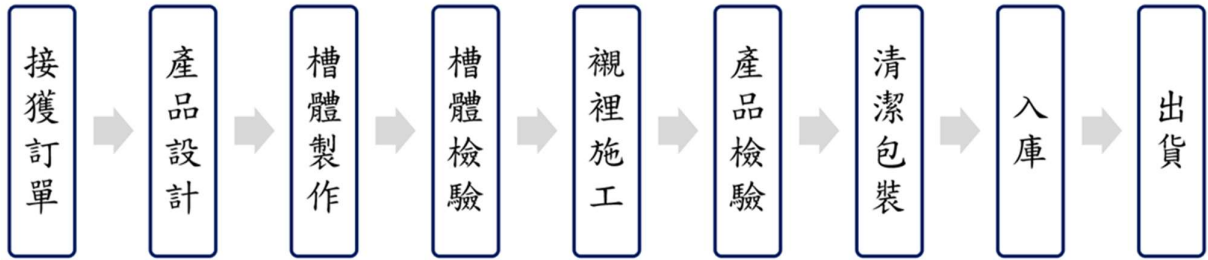 接獲訂單
產品設計
槽體製作
槽體檢驗
襯裡施工
產品檢驗
清潔包裝
入庫
出貨